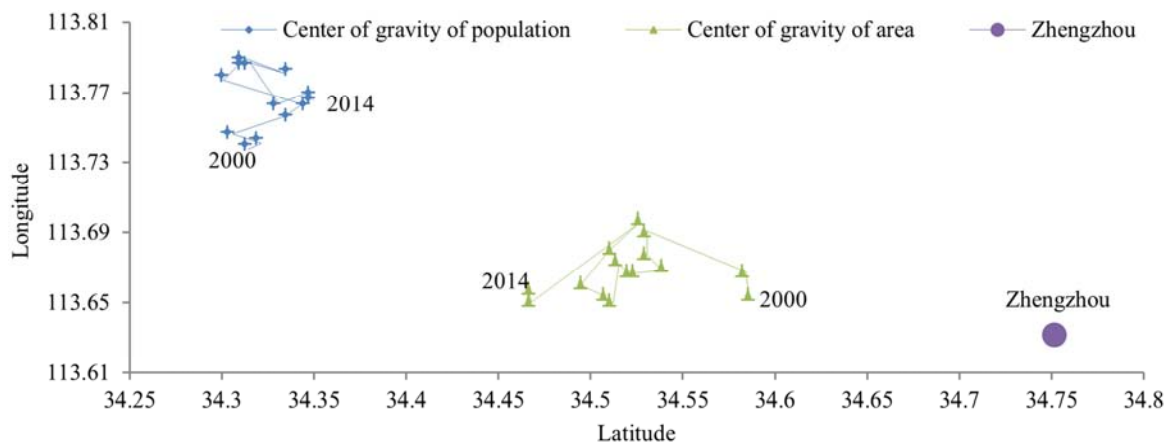 113.81
Center of gravity of population
Center of gravity of area
Zhengzhou
113.77
2014
113.73
2000
Longitude
113.69
2014
2000
113.65
Zhengzhou
113.61
34.25 34.3 34.35 34.4 34.45 34.5 34.55 34.6 34.65 34.7 34.75 34.8
Latitude